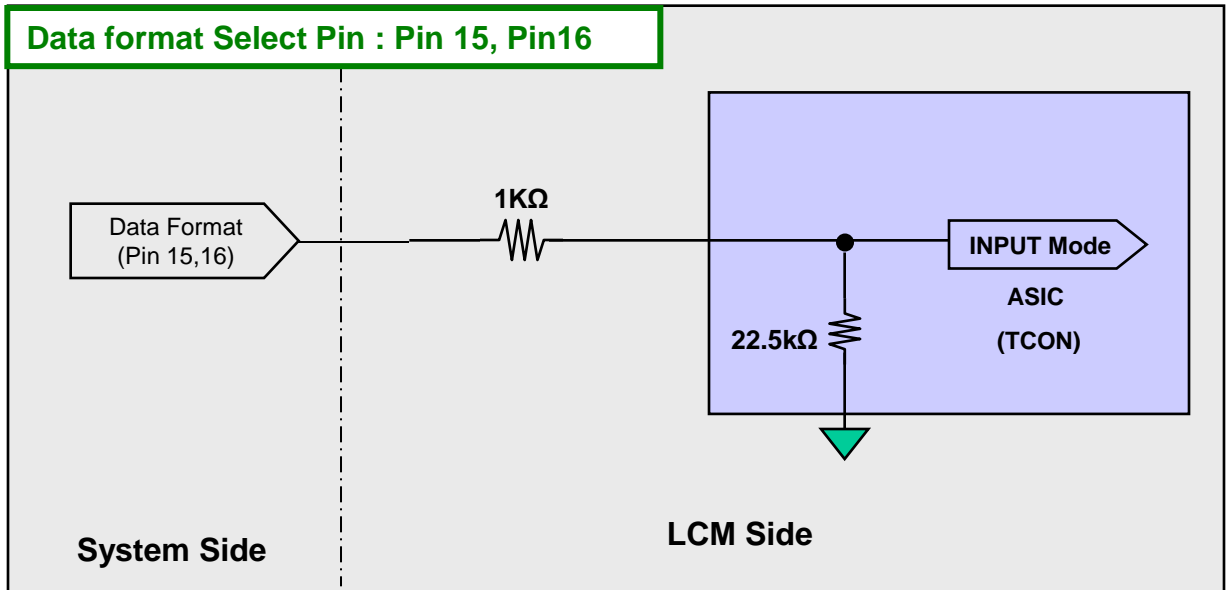 Data format Select Pin : Pin 15, Pin16
1KΩ
Data Format
(Pin 15,16)
INPUT Mode
ASIC
(TCON)
22.5kΩ
System Side
LCM Side